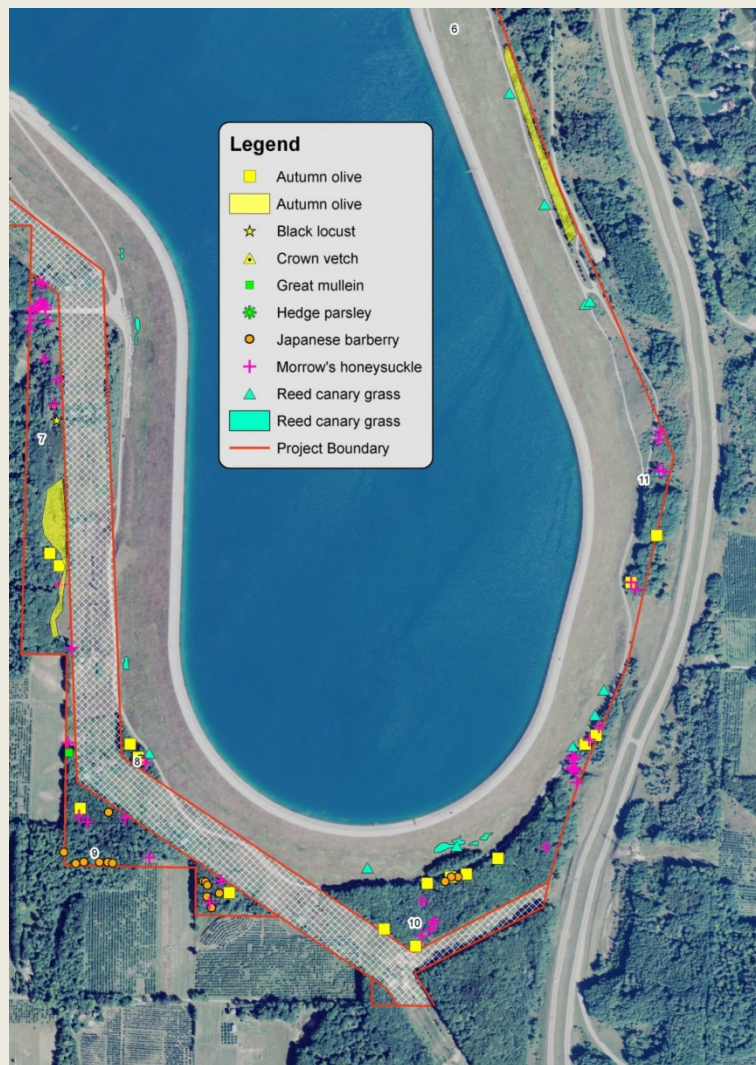 6
Legend
Autumn olive
Autumn olive
Black locust
Crown vetch
Great mullein
Hedge parsley
Japanese barberry
Morrow's honeysuckle
Reed canary grass
Reed canary grass
Project Boundary
7
11
8
9
10